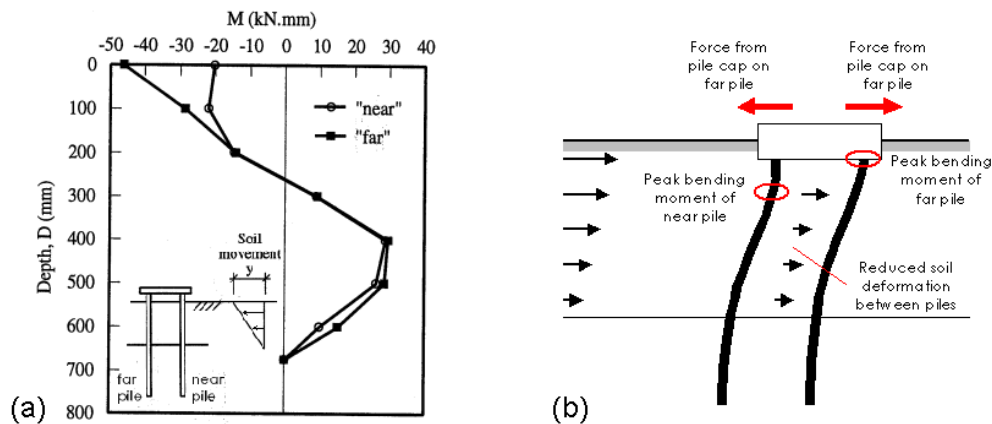 M (kN.mm)
-50 -40 -30 -20 -10 0 10 20 30 40
0
100
200
300
400
500
600
700
800
Depth, D (mm)
"near"
"far"
Soil
movement
y
far
pile
near
pile
(a)
Force from
pile cap on
far pile
Force from
pile cap on
far pile
Peak bending
moment of
near pile
Peak bending
moment of
far pile
Reduced soil
deformation
between piles
(b)